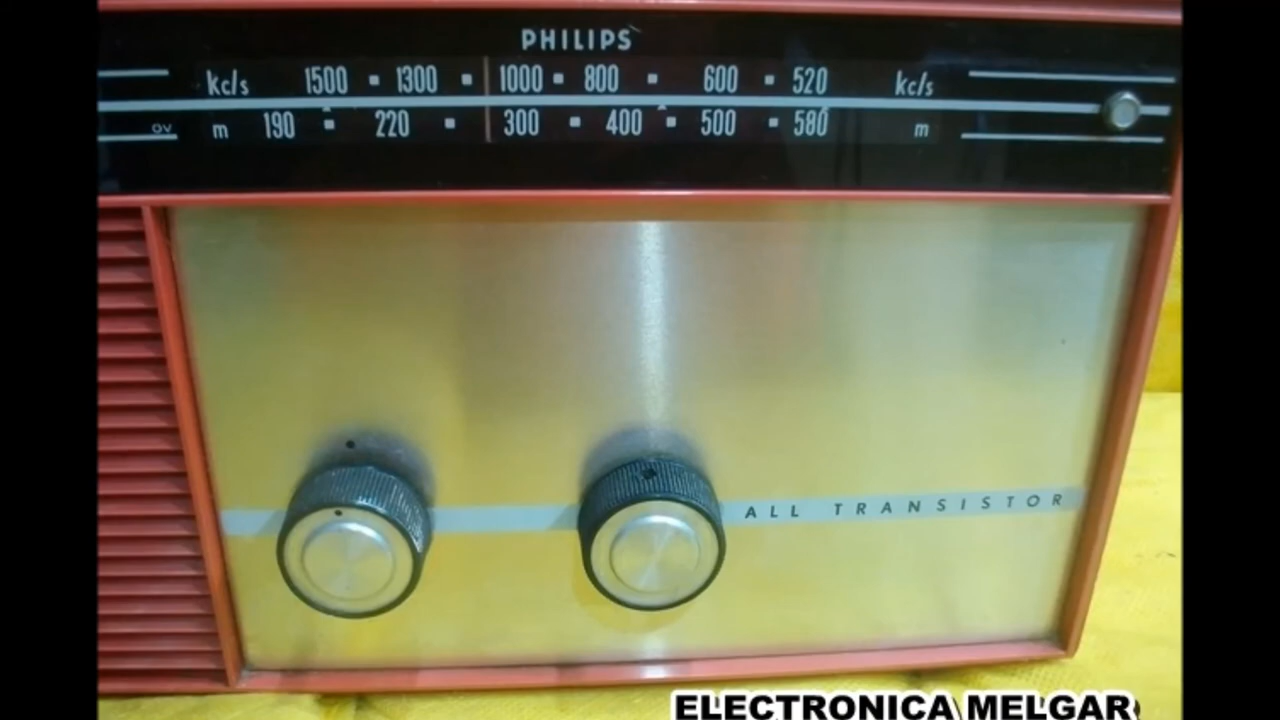 PHILIPS
kc/s 1500 1300 1000 800 600 520 kc/s
m 190 220 300 400 500 580 m
ALL TRANSISTOR
ELECTRONICA MELGAR